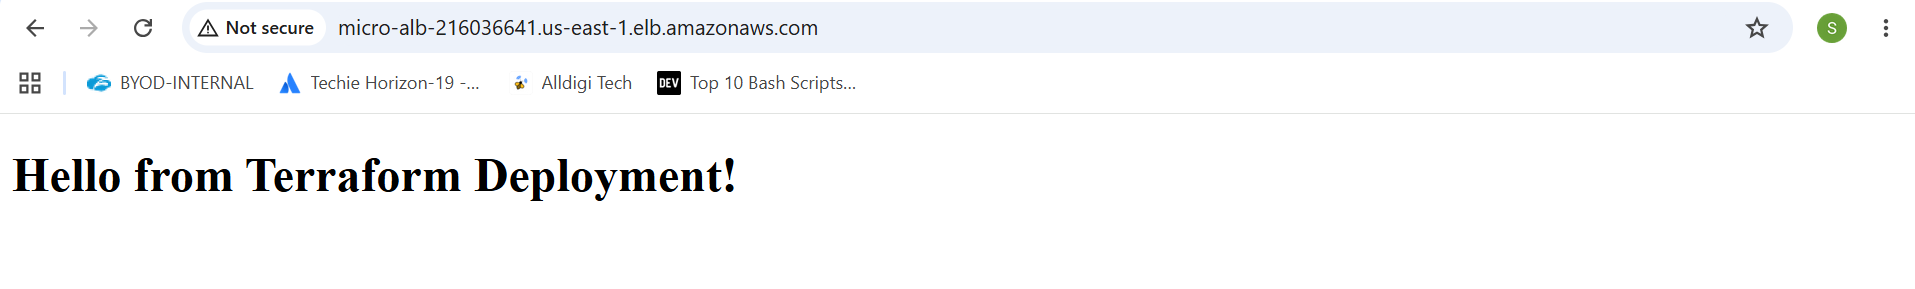 Not secure micro-alb-216036641.us-east-1.elb.amazonaws.com S
BYOD-INTERNAL Techie Horizon-19 -... Alldigi Tech DEV Top 10 Bash Scripts...
Hello from Terraform Deployment!